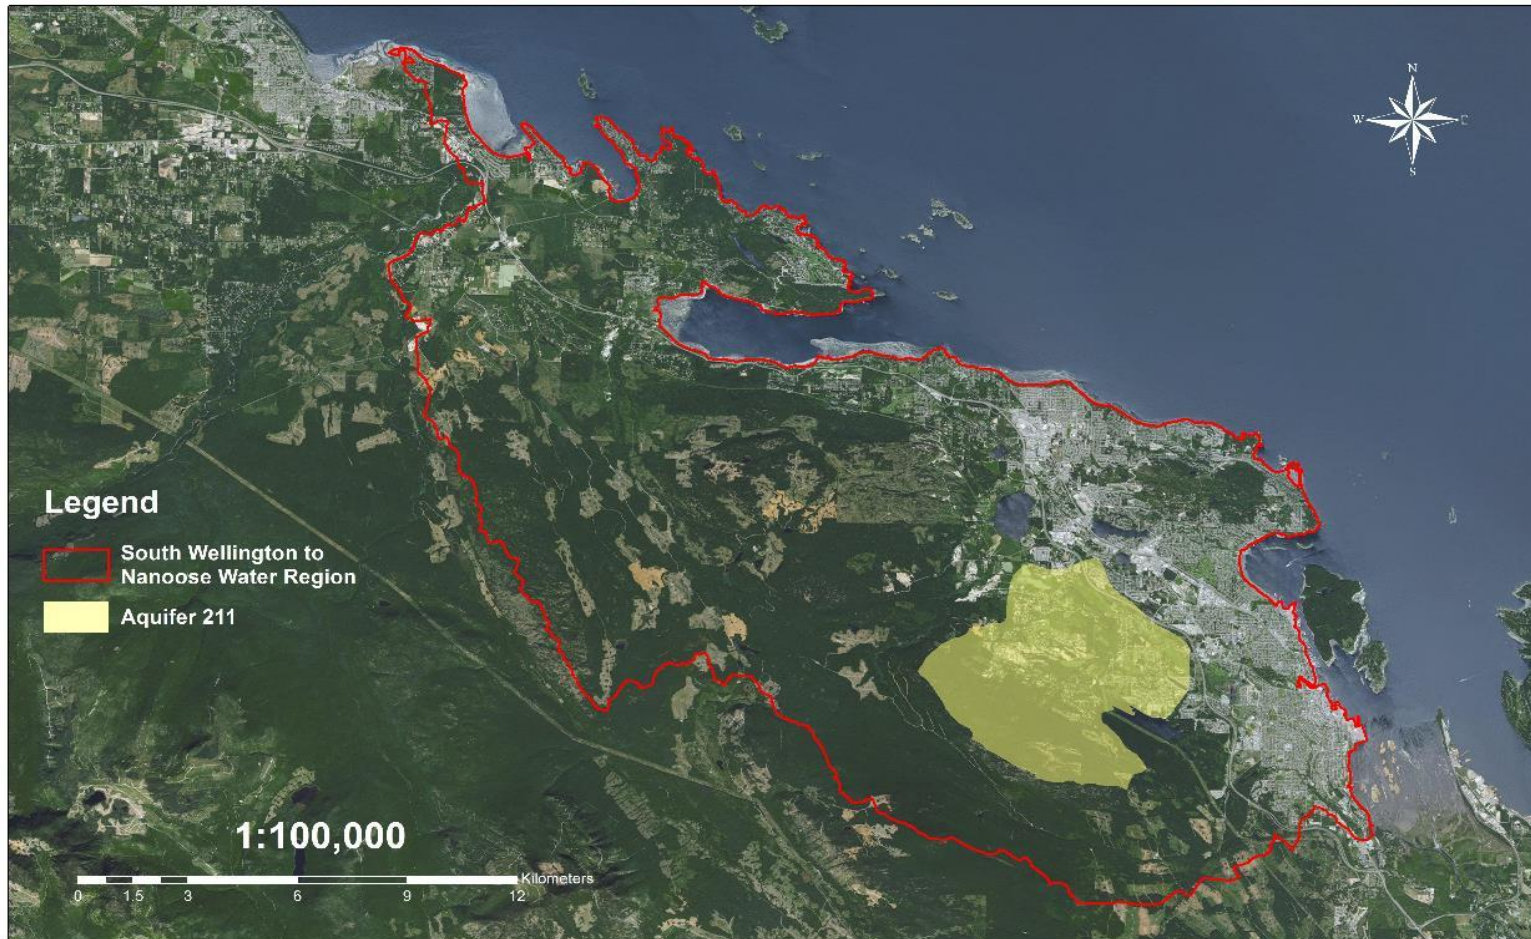 N
W E
S
Legend
South Wellington to
Nanoose Water Region
Aquifer 211
1:100,000
Kilometers
0 1.5 3 6 9 12